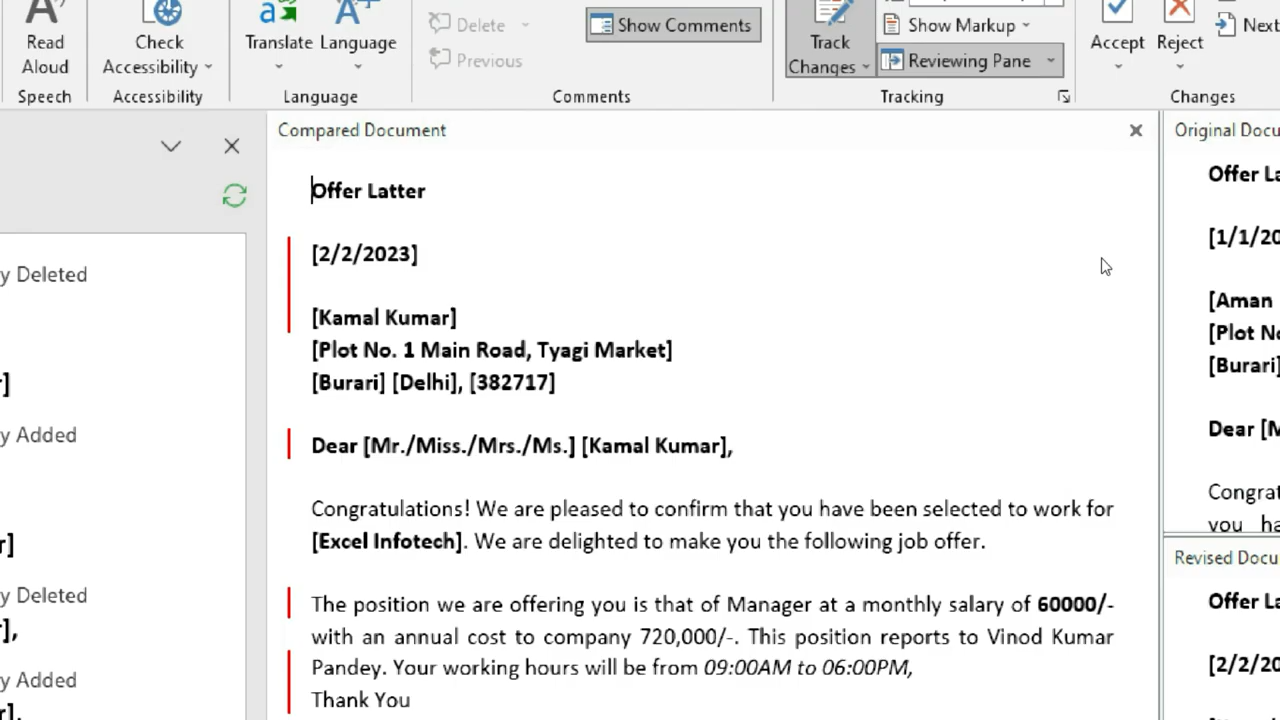 Read Aloud
Speech
Check Accessibility
Accessibility
Translate
Language
Language
Delete
Previous
Show Comments
Comments
Track Changes
Show Markup
Reviewing Pane
Tracking
Accept
Reject
Next
Changes
y Deleted
r]
y Added
r]
y Deleted
r],
y Added
r],
Compared Document
Offer Latter
[2/2/2023]
[Kamal Kumar]
[Plot No. 1 Main Road, Tyagi Market]
[Burari] [Delhi], [382717]
Dear [Mr./Miss./Mrs./Ms.] [Kamal Kumar],
Congratulations! We are pleased to confirm that you have been selected to work for
[Excel Infotech]. We are delighted to make you the following job offer.
The position we are offering you is that of Manager at a monthly salary of 60000/-
with an annual cost to company 720,000/-. This position reports to Vinod Kumar
Pandey. Your working hours will be from 09:00AM to 06:00PM,
Thank You
Original Docu
Offer La
[1/1/20
[Aman
[Plot No
[Burari]
Dear [M
Congrat
you ha
Revised Docu
Offer La
[2/2/20